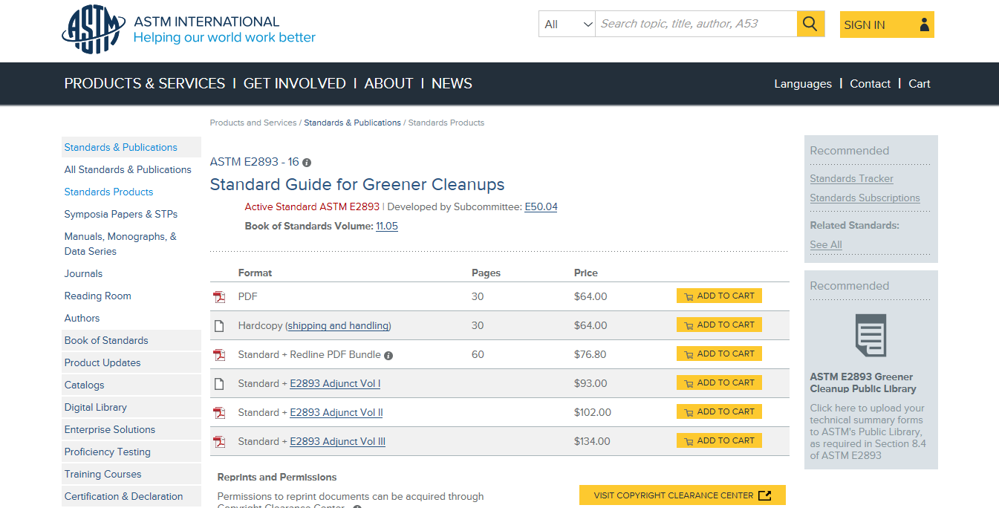 ASTM
ASTM INTERNATIONAL
Helping our world work better
All
Search topic, title, author, A53
SIGN IN
PRODUCTS & SERVICES | GET INVOLVED | ABOUT | NEWS
Languages | Contact | Cart
Products and Services / Standards & Publications / Standards Products
Standards & Publications
All Standards & Publications
Standards Products
Symposia Papers & STPs
Manuals, Monographs, &
Data Series
Journals
Reading Room
Authors
Book of Standards
Product Updates
Catalogs
Digital Library
Enterprise Solutions
Proficiency Testing
Training Courses
Certification & Declaration
ASTM E2893 - 16
Standard Guide for Greener Cleanups
Active Standard ASTM E2893 | Developed by Subcommittee: E50.04
Book of Standards Volume: 11.05
Format Pages Price
PDF 30 $64.00 ADD TO CART
Hardcopy (shipping and handling) 30 $64.00 ADD TO CART
Standard + Redline PDF Bundle 60 $76.80 ADD TO CART
Standard + E2893 Adjunct Vol I $93.00 ADD TO CART
Standard + E2893 Adjunct Vol II $102.00 ADD TO CART
Standard + E2893 Adjunct Vol III $134.00 ADD TO CART
Reprints and Permissions
Permissions to reprint documents can be acquired through
Copyright Clearance Center
VISIT COPYRIGHT CLEARANCE CENTER
Recommended
Standards Tracker
Standards Subscriptions
Related Standards:
See All
Recommended
ASTM E2893 Greener
Cleanup Public Library
Click here to upload your
technical summary forms
to ASTM's Public Library,
as required in Section 8.4
of ASTM E2893